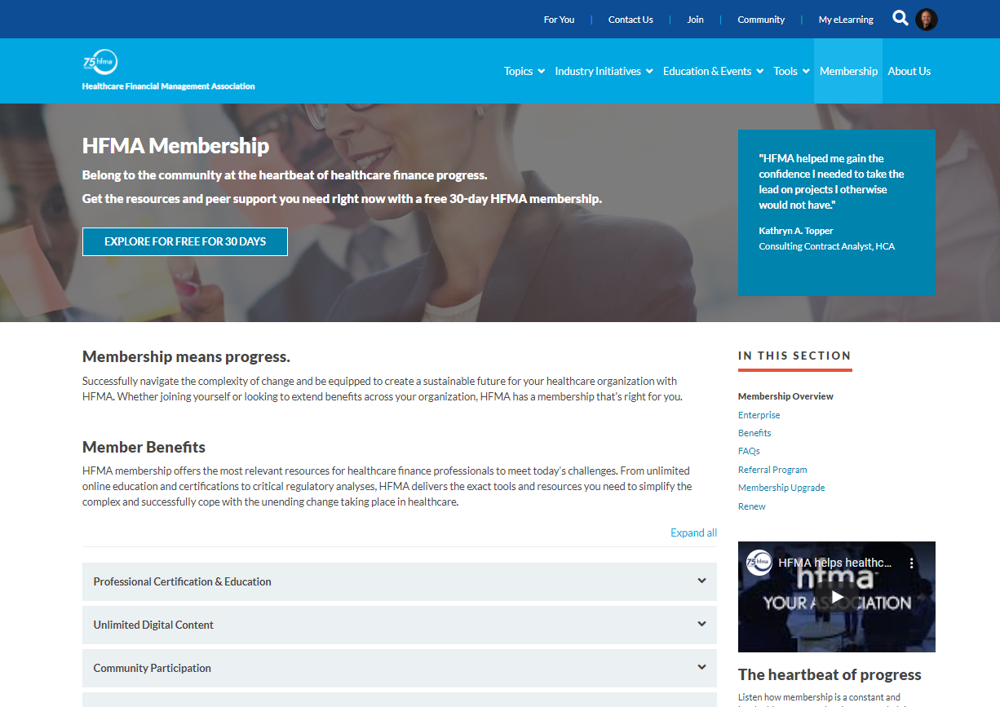 For You
Contact Us
Join
Community
My eLearning
75 hfma
Healthcare Financial Management Association
Topics
Industry Initiatives
Education & Events
Tools
Membership
About Us
HFMA Membership
Belong to the community at the heartbeat of healthcare finance progress.
Get the resources and peer support you need right now with a free 30-day HFMA membership.
EXPLORE FOR FREE FOR 30 DAYS
"HFMA helped me gain the
confidence I needed to take the
lead on projects I otherwise
would not have."
Kathryn A. Topper
Consulting Contract Analyst, HCA
Membership means progress.
Successfully navigate the complexity of change and be equipped to create a sustainable future for your healthcare organization with
HFMA. Whether joining yourself or looking to extend benefits across your organization, HFMA has a membership that's right for you.
Member Benefits
HFMA membership offers the most relevant resources for healthcare finance professionals to meet today's challenges. From unlimited
online education and certifications to critical regulatory analyses, HFMA delivers the exact tools and resources you need to simplify the
complex and successfully cope with the unending change taking place in healthcare.
Expand all
Professional Certification & Education
Unlimited Digital Content
Community Participation
IN THIS SECTION
Membership Overview
Enterprise
Benefits
FAQs
Referral Program
Membership Upgrade
Renew
75 hfma
HFMA helps healthc...
hfma
YOUR ASSOCIATION
The heartbeat of progress
Listen how membership is a constant and